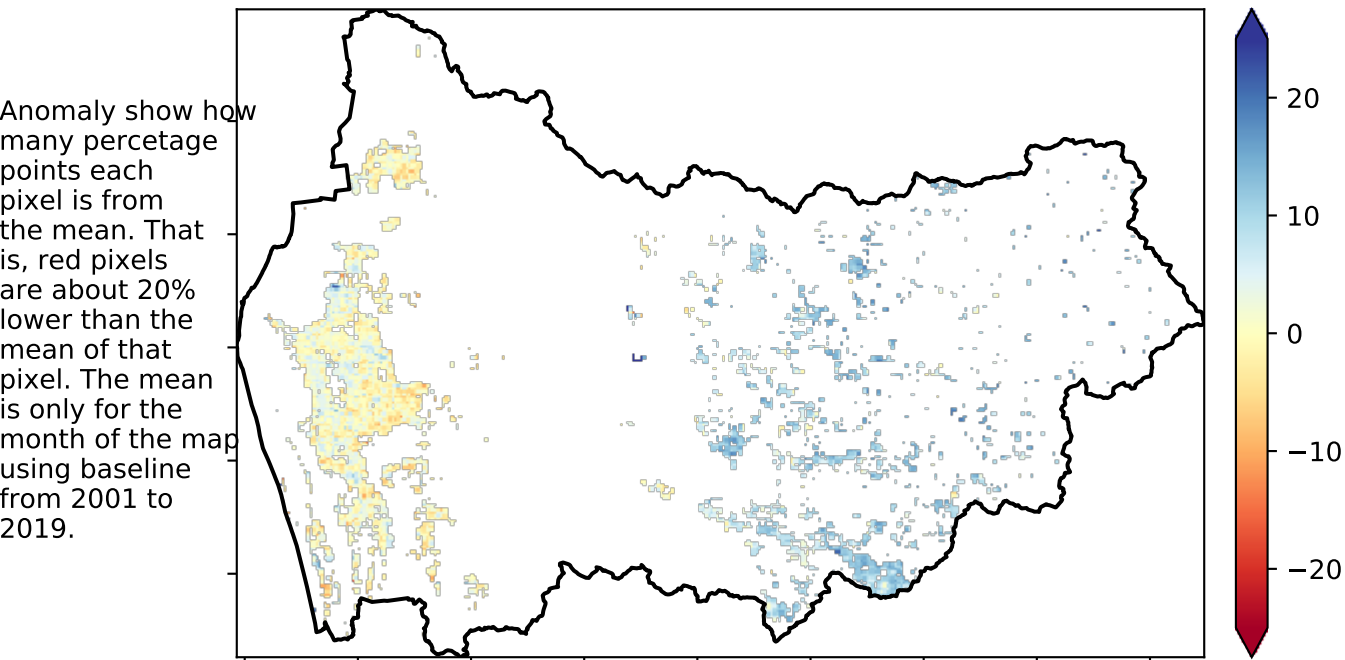 Anomaly show how
many percetage
points each
pixel is from
the mean. That
is, red pixels
are about 20%
lower than the
mean of that
pixel. The mean
is only for the
month of the map
using baseline
from 2001 to
2019.
20
10
0
−10
−20